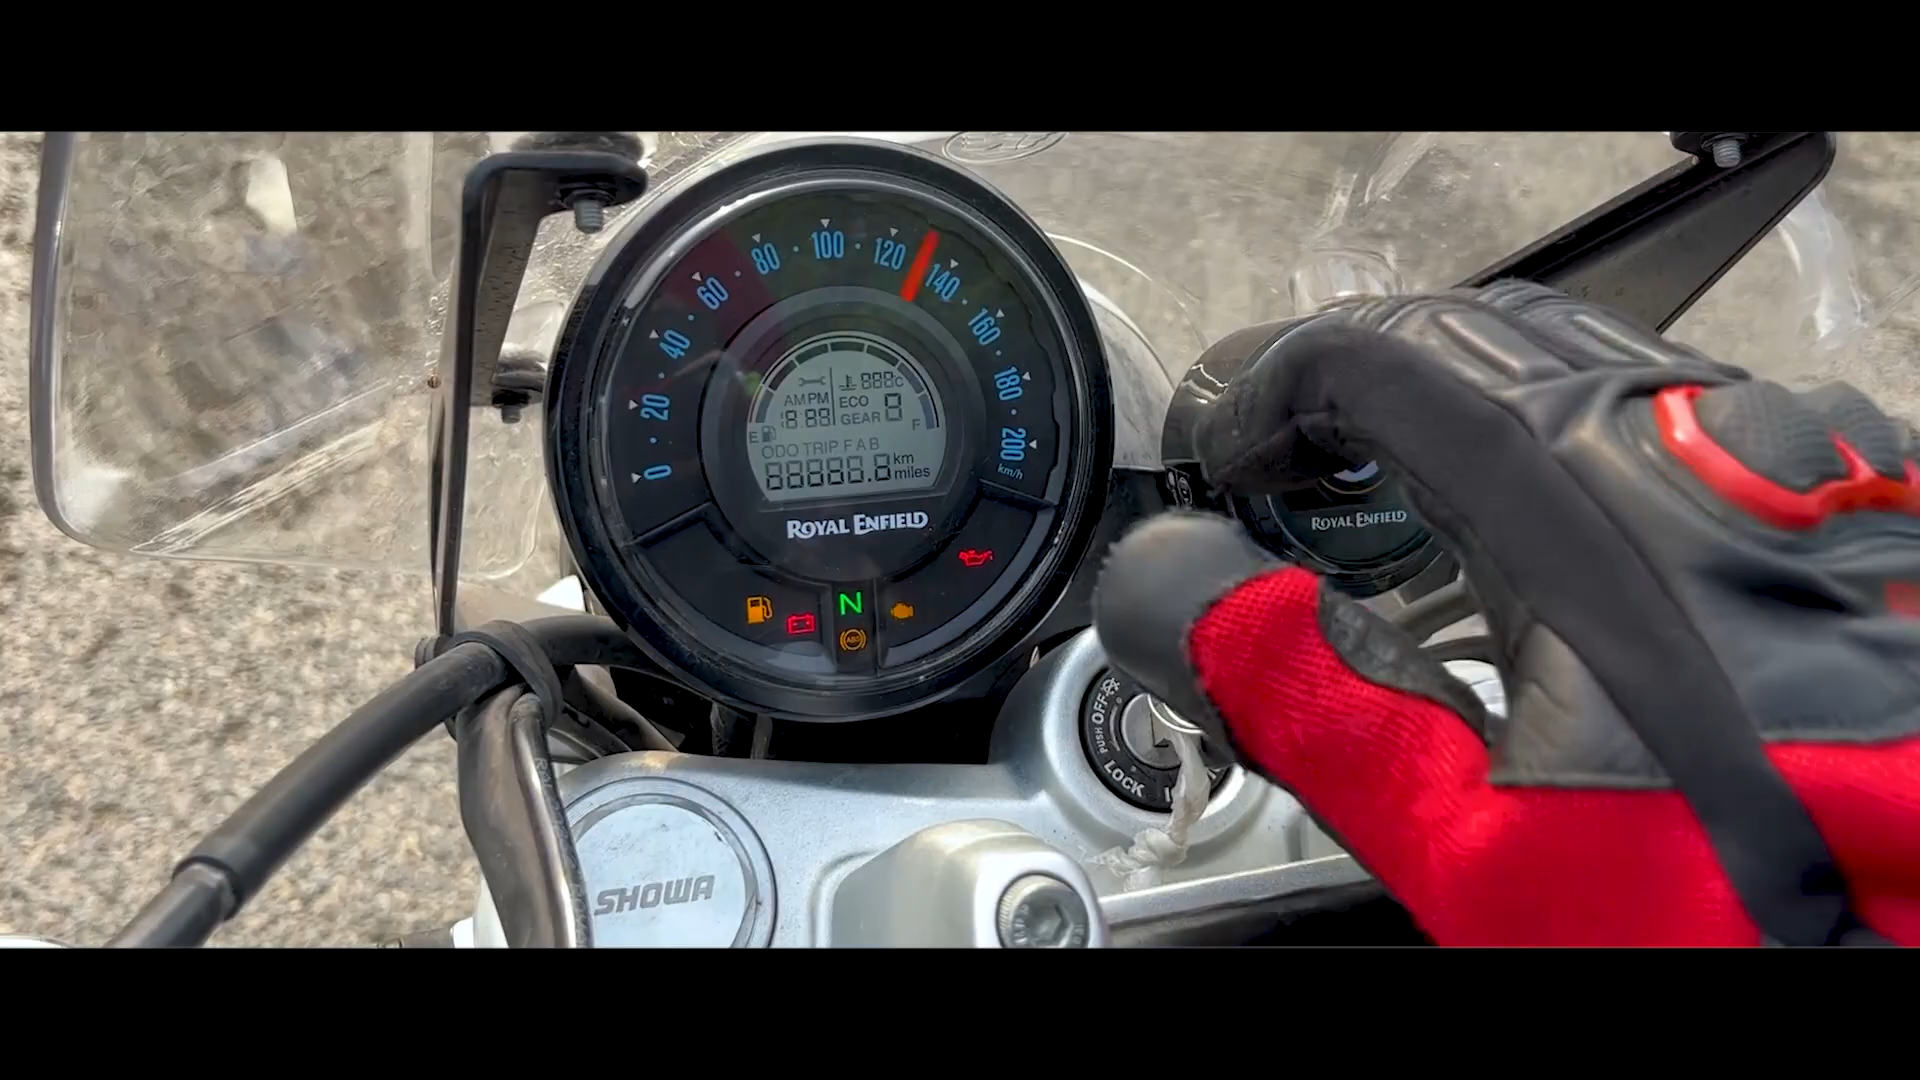 0
20
40
60
80
100
120
140
160
180
200
km/h
888c
AM PM
ECO 8
18:88
GEAR
E
F
ODO TRIP F A B
88888.8 km
miles
ROYAL ENFIELD
N
ABS
ROYAL ENFIELD
OFF
PUSH
LOCK
SHOWA